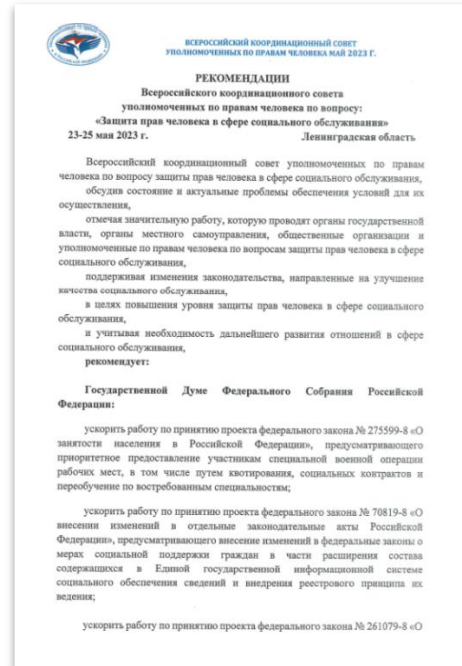 ВСЕРОССИЙСКИЙ КООРДИНАЦИОННЫЙ СОВЕТ
УПОЛНОМОЧЕННЫХ ПО ПРАВАМ ЧЕЛОВЕКА МАЙ 2023 Г.
РЕКОМЕНДАЦИИ
Всероссийского координационного совета
уполномоченных по правам человека по вопросу:
«Защита прав человека в сфере социального обслуживания»
23-25 мая 2023 г. Ленинградская область
Всероссийский координационный совет уполномоченных по правам
человека по вопросу защиты прав человека в сфере социального обслуживания,
обсудив состояние и актуальные проблемы обеспечения условий для их
осуществления,
отмечая значительную работу, которую проводят органы государственной
власти, органы местного самоуправления, общественные организации и
уполномоченные по правам человека по вопросам защиты прав человека в сфере
социального обслуживания,
поддерживая изменения законодательства, направленные на улучшение
качества социального обслуживания,
в целях повышения уровня защиты прав человека в сфере социального
обслуживания,
и учитывая необходимость дальнейшего развития отношений в сфере
социального обслуживания,
рекомендует:
Государственной Думе Федерального Собрания Российской
Федерации:
ускорить работу по принятию проекта федерального закона № 275599-8 «О
занятости населения в Российской Федерации», предусматривающего
приоритетное предоставление участникам специальной военной операции
рабочих мест, в том числе путем квотирования, социальных контрактов и
переобучение по востребованным специальностям;
ускорить работу по принятию проекта федерального закона № 70819-8 «О
внесении изменений в отдельные законодательные акты Российской
Федерации», предусматривающего внесение изменений в федеральные законы о
мерах социальной поддержки граждан в части расширения состава
содержащихся в Единой государственной информационной системе
социального обеспечения сведений и внедрения реестрового принципа их
ведения;
ускорить работу по принятию проекта федерального закона № 261079-8 «О